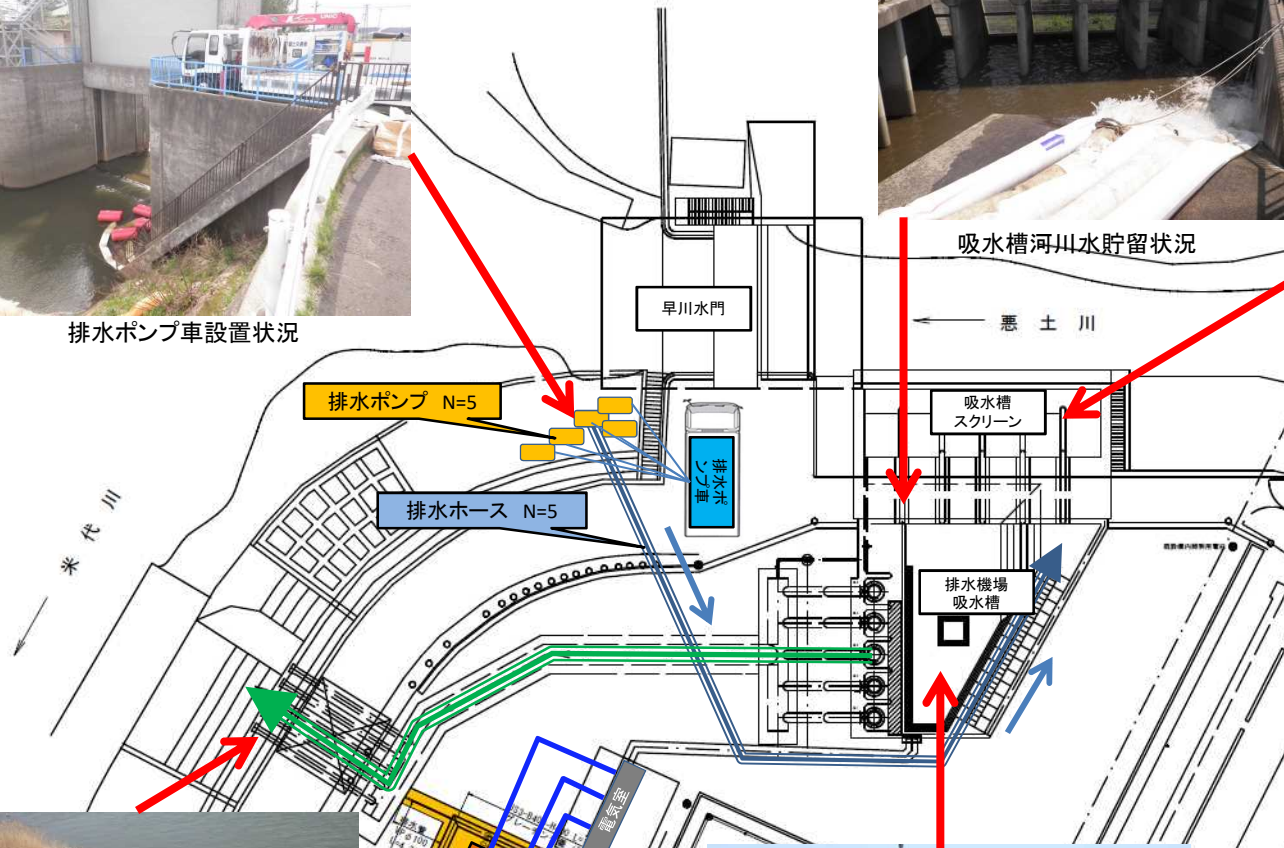 吸水槽河川水貯留状況
排水ポンプ車設置状況
早川水門
悪土川
排水ポンプ N=5
吸水槽
スクリーン
排水ポ
ンプ車
排水ホース N=5
米代川
排水機場
吸水槽
電気室
UNIC